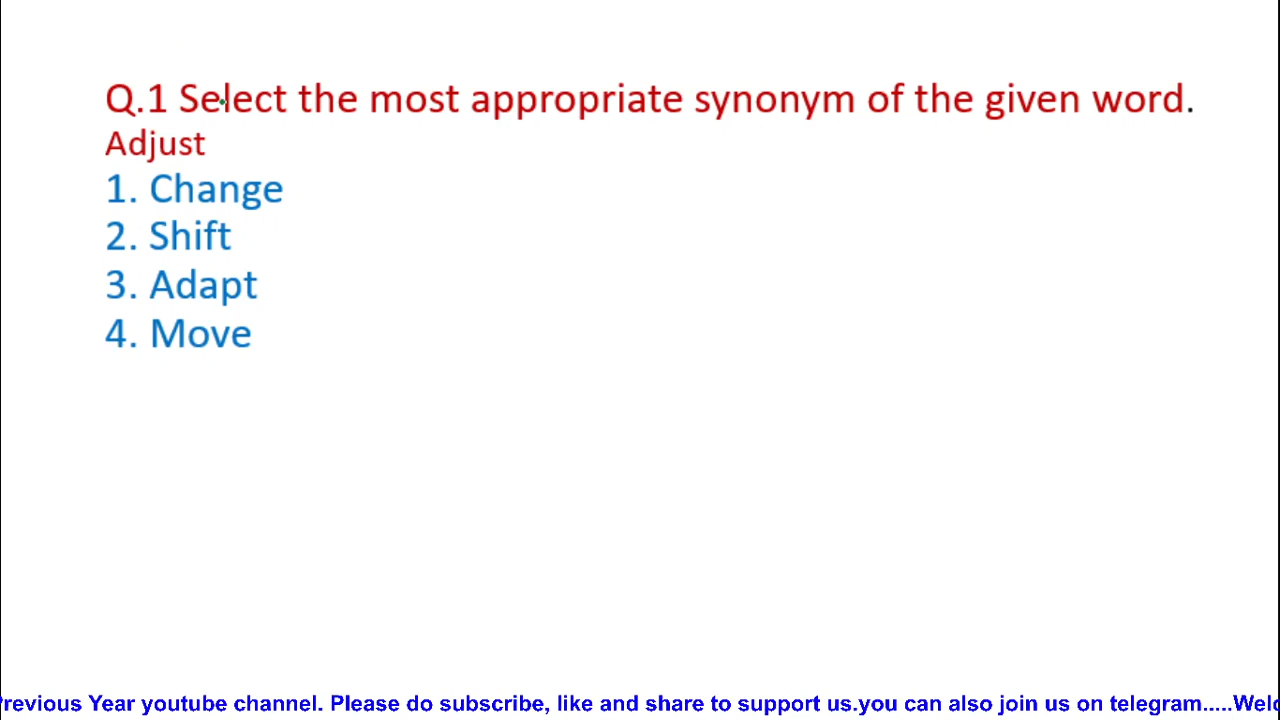 Q.1 Select the most appropriate synonym of the given word.
Adjust
1. Change
2. Shift
3. Adapt
4. Move
Previous Year youtube channel. Please do subscribe, like and share to support us.you can also join us on telegram.....Welc